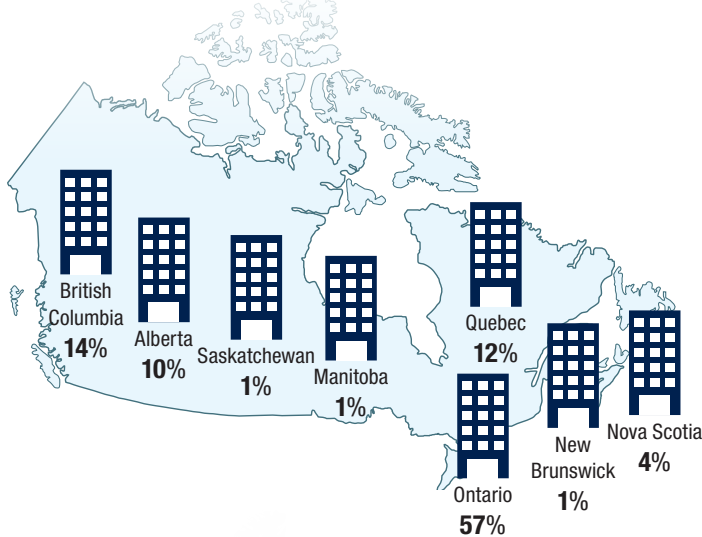 British
Columbia
14%
Alberta
10%
Saskatchewan
1%
Manitoba
1%
Quebec
12%
Ontario
57%
New
Brunswick
1%
Nova Scotia
4%